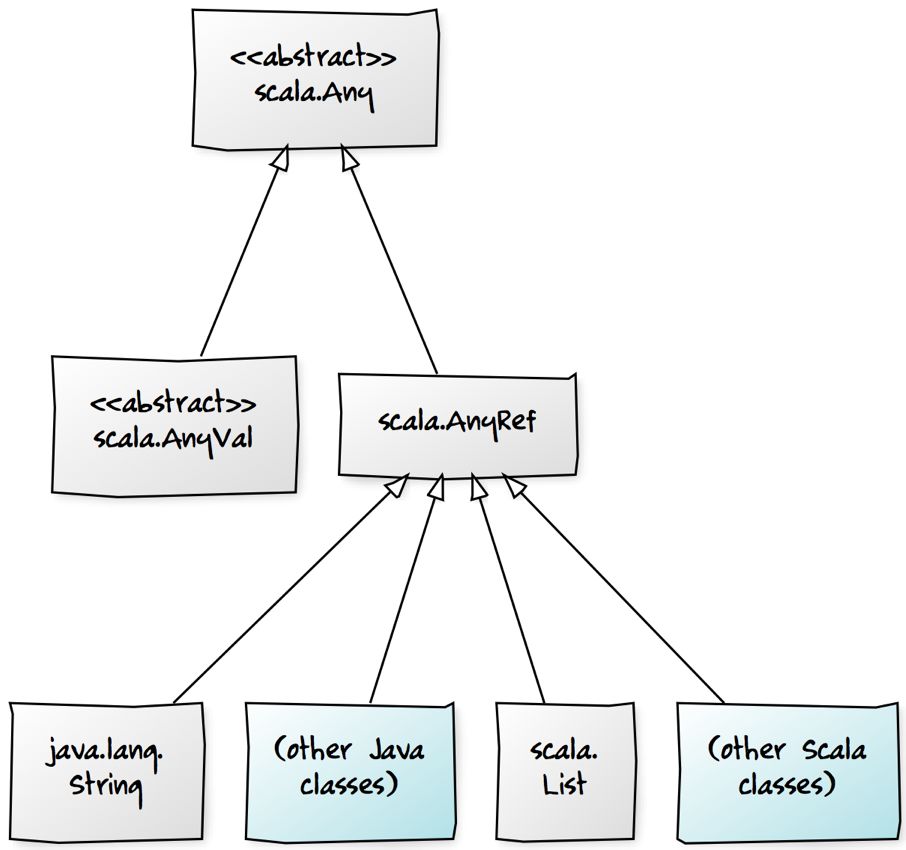 <<abstract>>
scala.Any
<<abstract>>
scala.AnyVal
scala.AnyRef
java.lang.
String
(other Java
classes)
scala.
List
(other Scala
classes)